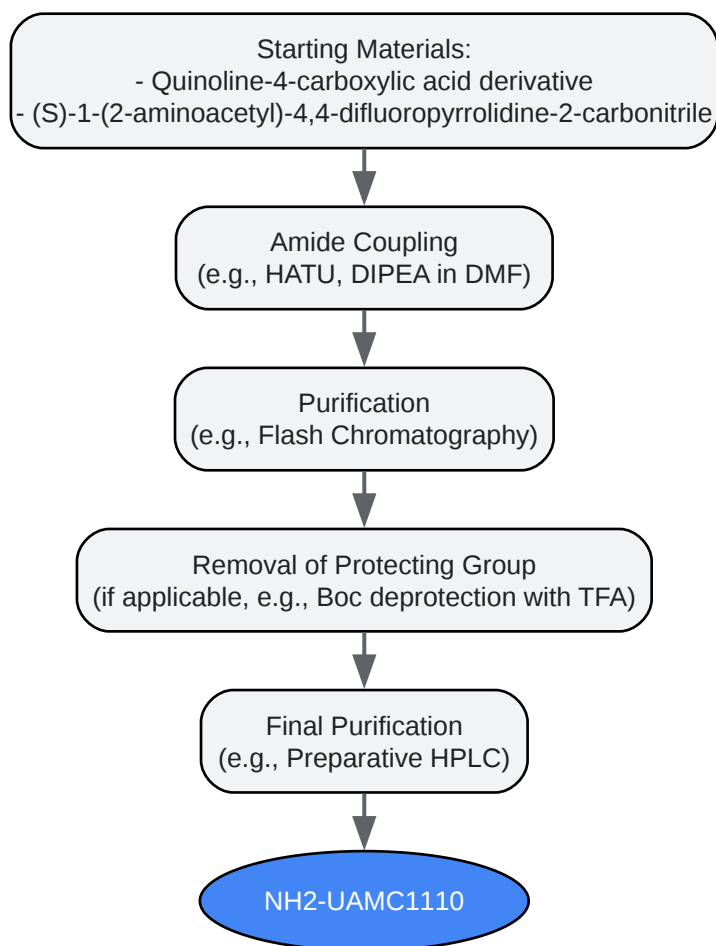 Starting Materials:
- Quinoline-4-carboxylic acid derivative
- (S)-1-(2-aminoacetyl)-4,4-difluoropyrrolidine-2-carbonitrile
Amide Coupling
(e.g., HATU, DIPEA in DMF)
Purification
(e.g., Flash Chromatography)
Removal of Protecting Group
(if applicable, e.g., Boc deprotection with TFA)
Final Purification
(e.g., Preparative HPLC)
NH2-UAMC1110